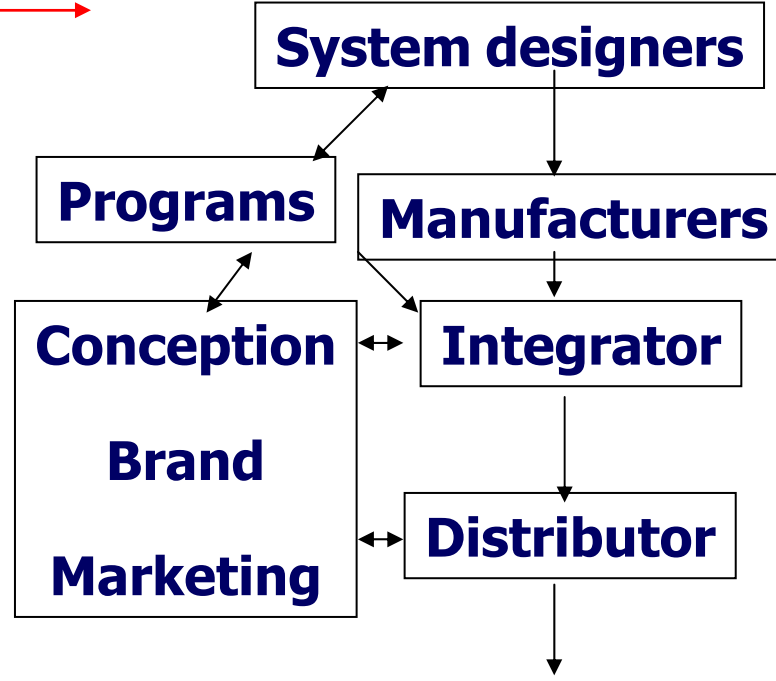 System designers
Programs
Manufacturers
Conception
Integrator
Brand
Distributor
Marketing